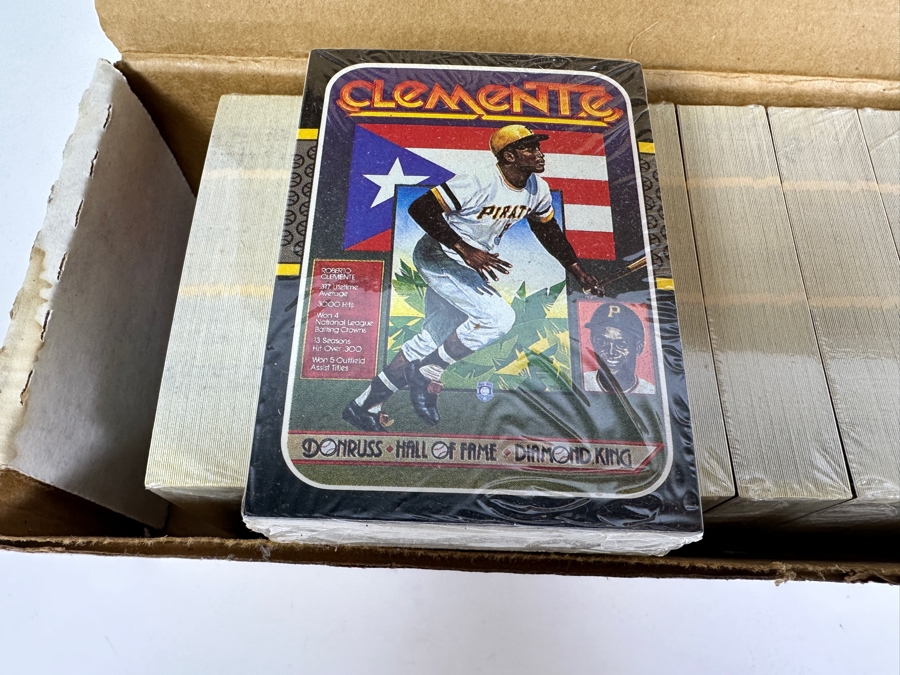 CLEMENTE
PIRAT
ROBERTO
CLEMENTE
.317 Lifetime
Average
3000 Hits
Won 4
National League
Batting Crowns
13 Seasons
Hit Over .300
Won 5 Outfield
Assist Titles
P
DONRUSS • HALL OF FAME • DIAMOND KING